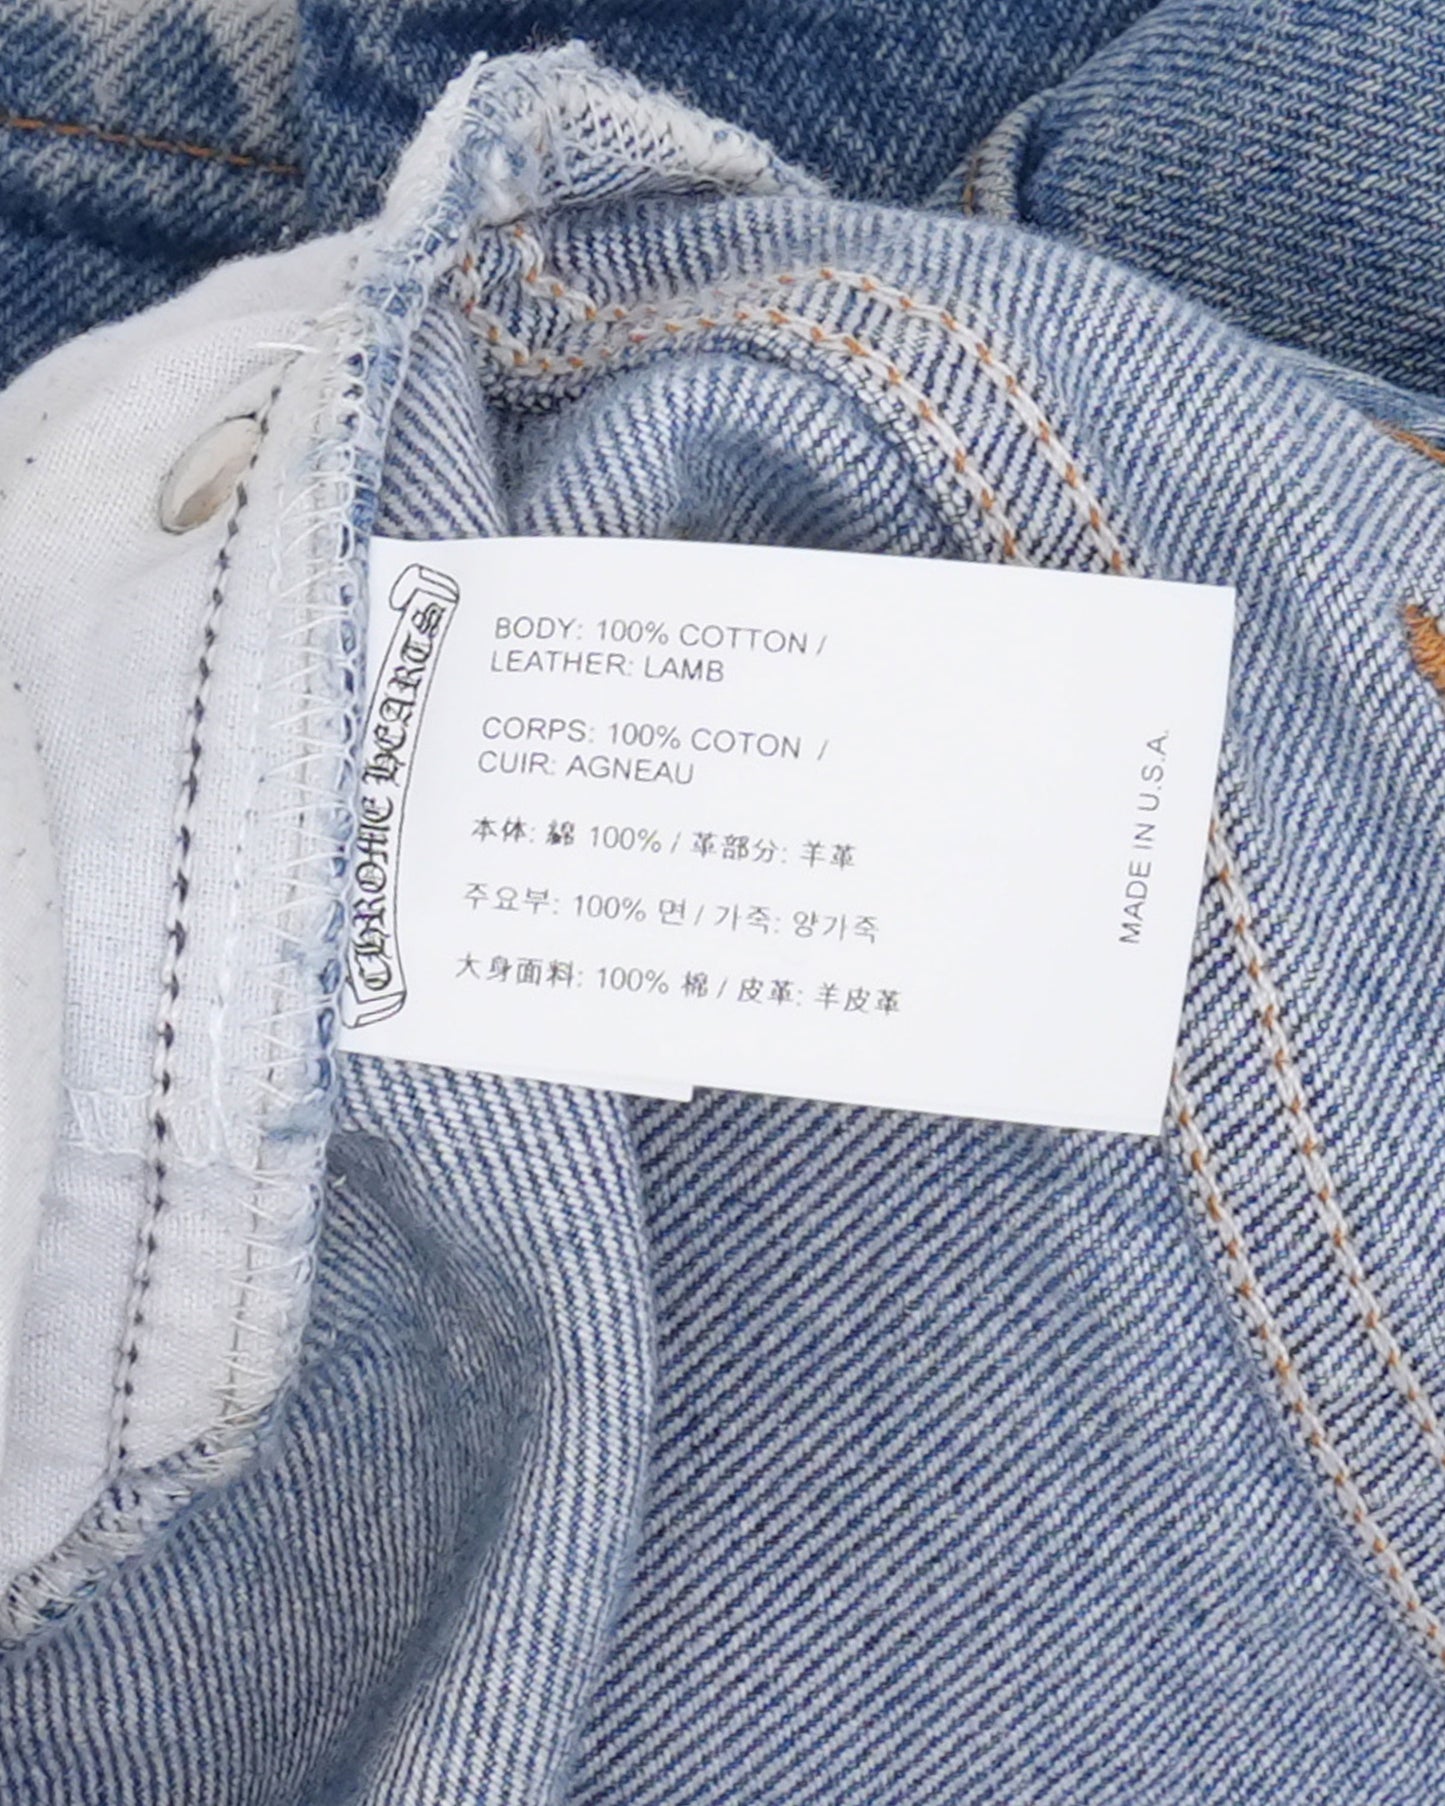 CHROME HEARTS
BODY: 100% COTTON /
LEATHER: LAMB
CORPS: 100% COTON /
CUIR: AGNEAU
本体: 綿 100% / 革部分: 羊革
주요부: 100% 면 / 가죽: 양가죽
大身面料: 100% 棉 / 皮革: 羊皮革
MADE IN U.S.A.